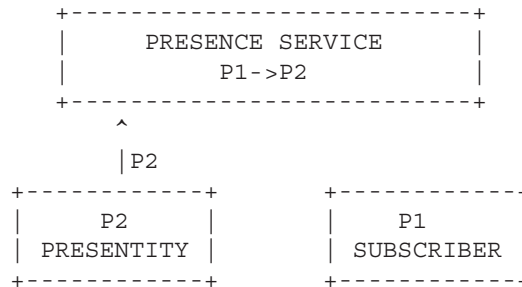 PRESENCE SERVICE
P1->P2
P2
P2 P1
PRESENTITY SUBSCRIBER